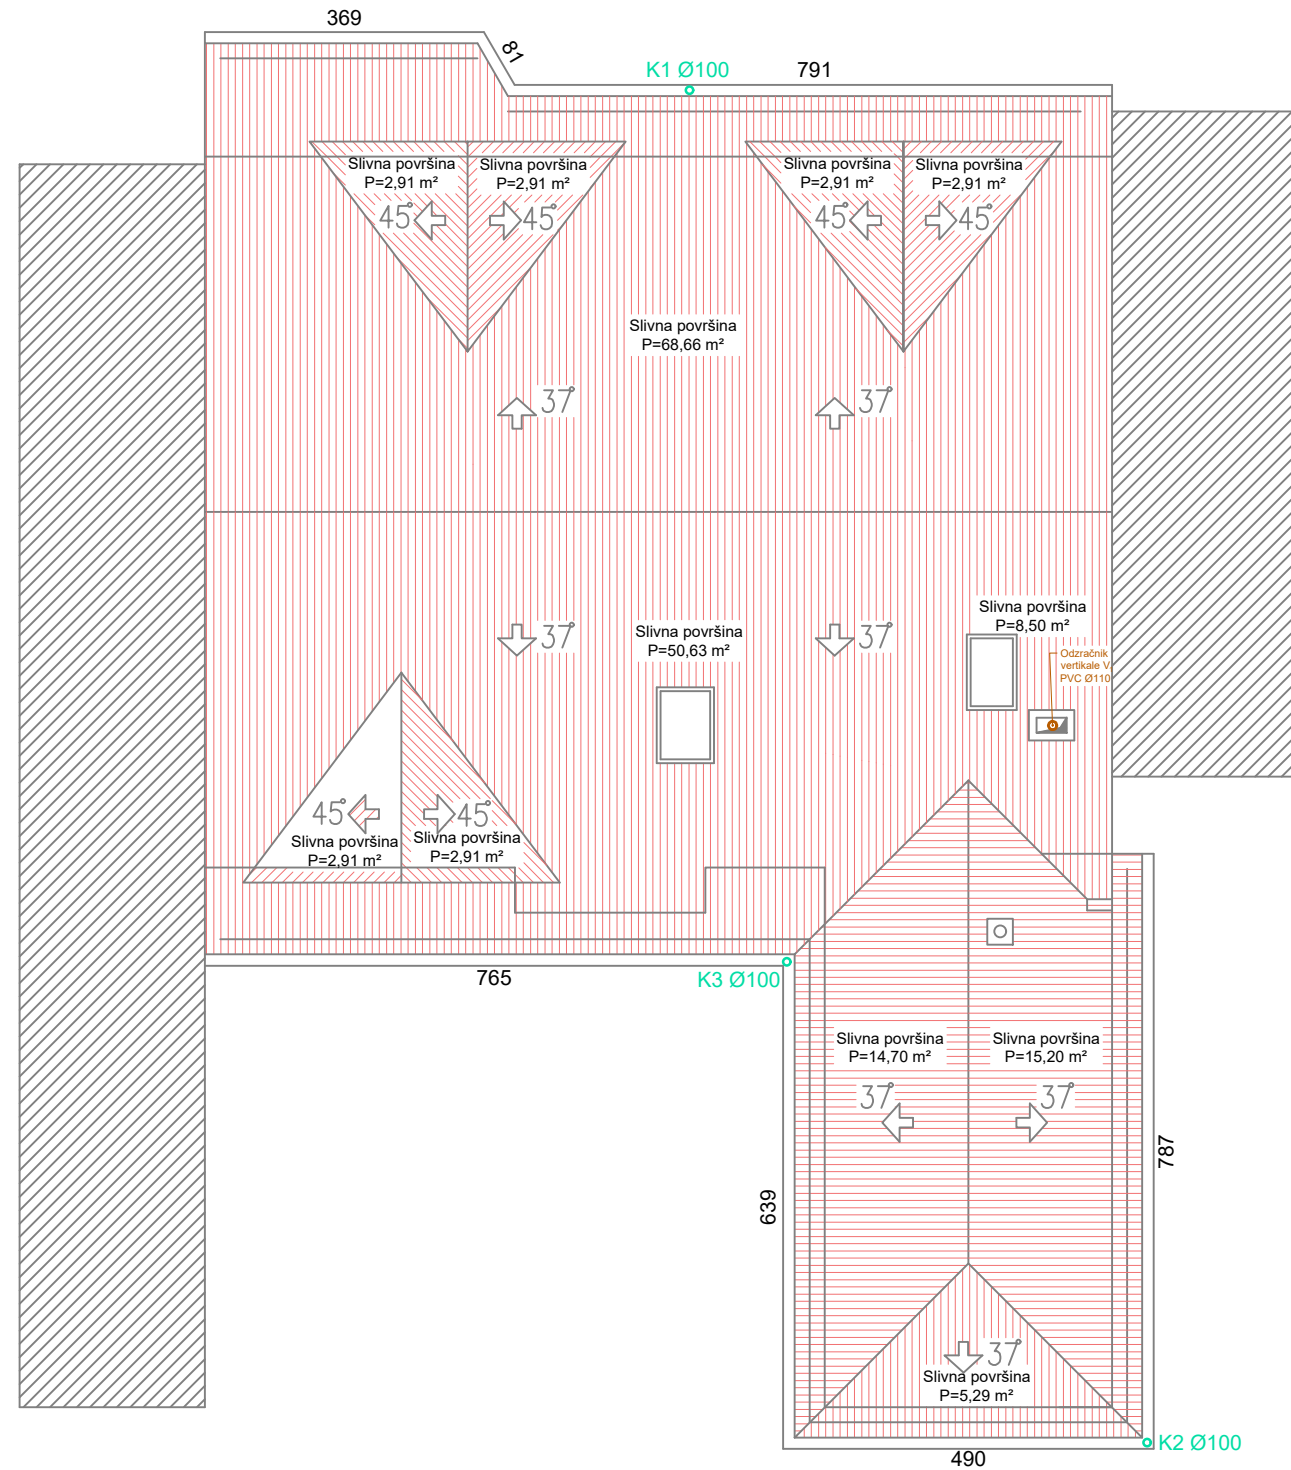 369
81
K1 Ø100
791
Slivna površina
P=2,91 m²
Slivna površina
P=2,91 m²
Slivna površina
P=2,91 m²
Slivna površina
P=2,91 m²
45°
45°
45°
45°
Slivna površina
P=68,66 m²
37°
37°
Slivna površina
P=8,50 m²
Slivna površina
P=50,63 m²
37°
37°
Odzračnik
vertikale V.
PVC Ø110
45°
45°
Slivna površina
P=2,91 m²
Slivna površina
P=2,91 m²
765
K3 Ø100
Slivna površina
P=14,70 m²
Slivna površina
P=15,20 m²
37°
37°
787
639
37°
Slivna površina
P=5,29 m²
K2 Ø100
490